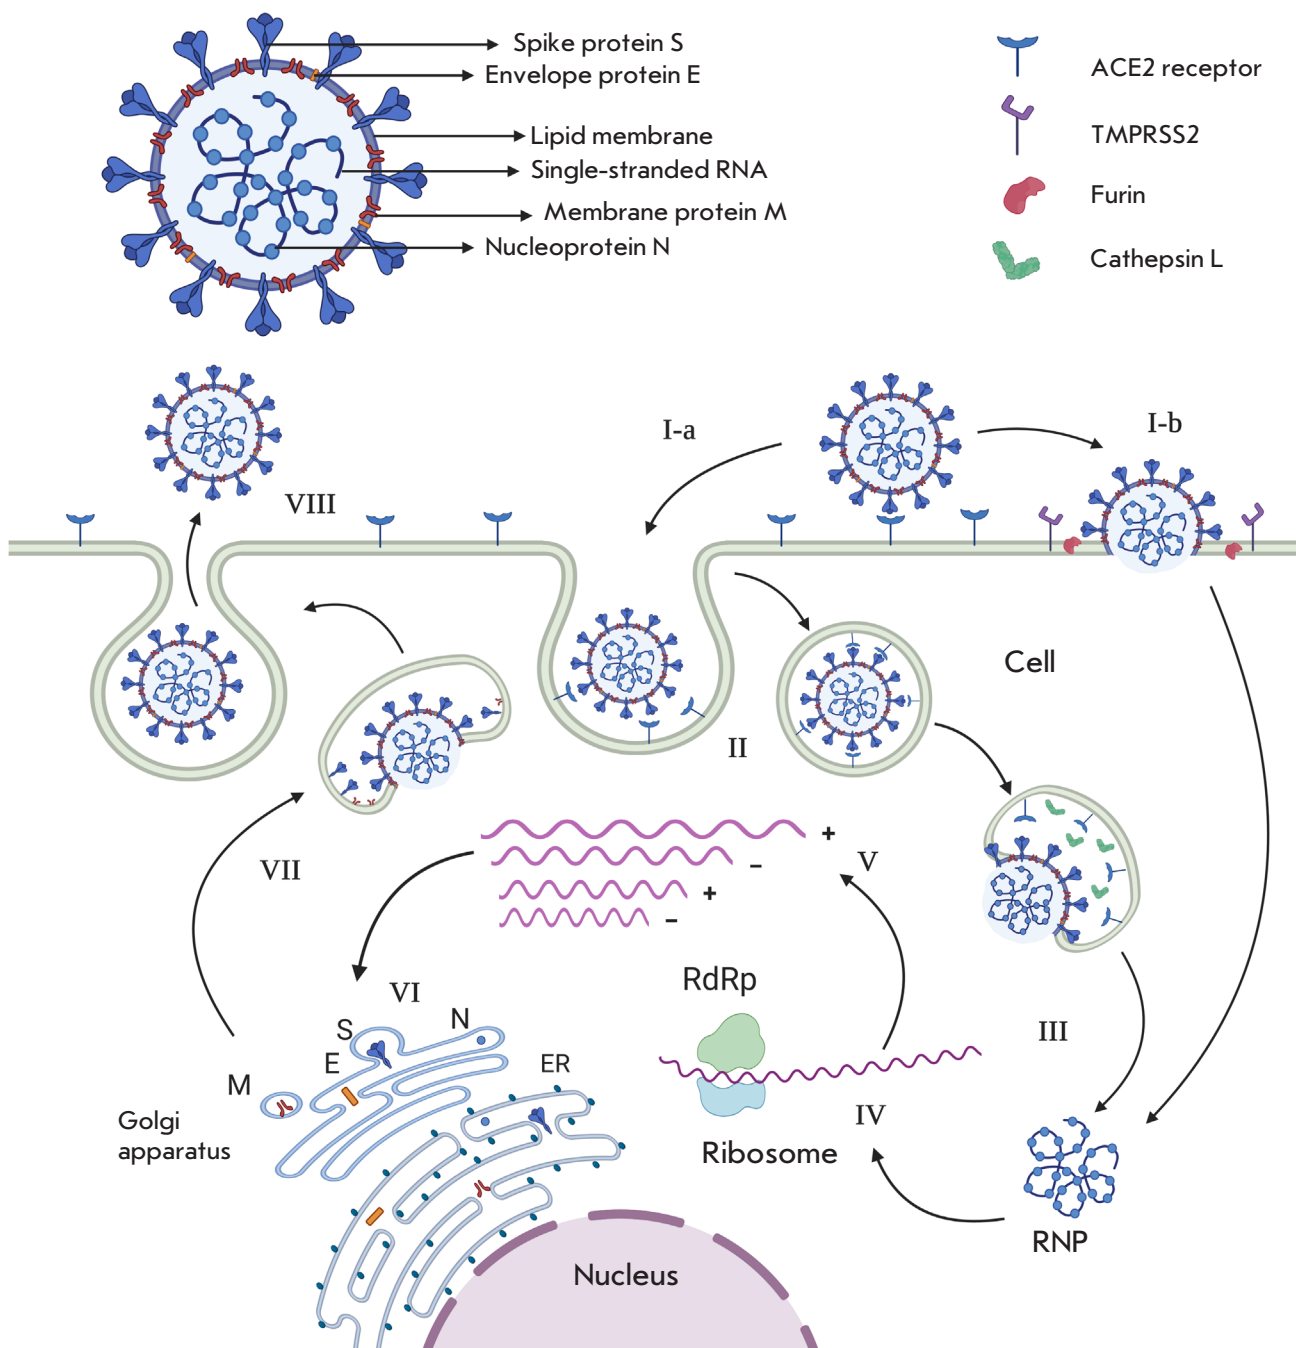 Spike protein S
Envelope protein E
Lipid membrane
Single-stranded RNA
Membrane protein M
Nucleoprotein N
ACE2 receptor
TMPRSS2
Furin
Cathepsin L
I-a
I-b
VIII
Cell
II
VII
+
−
+
−
V
RdRp
VI
S
N
E
M
ER
Golgi
apparatus
III
IV
Ribosome
RNP
Nucleus